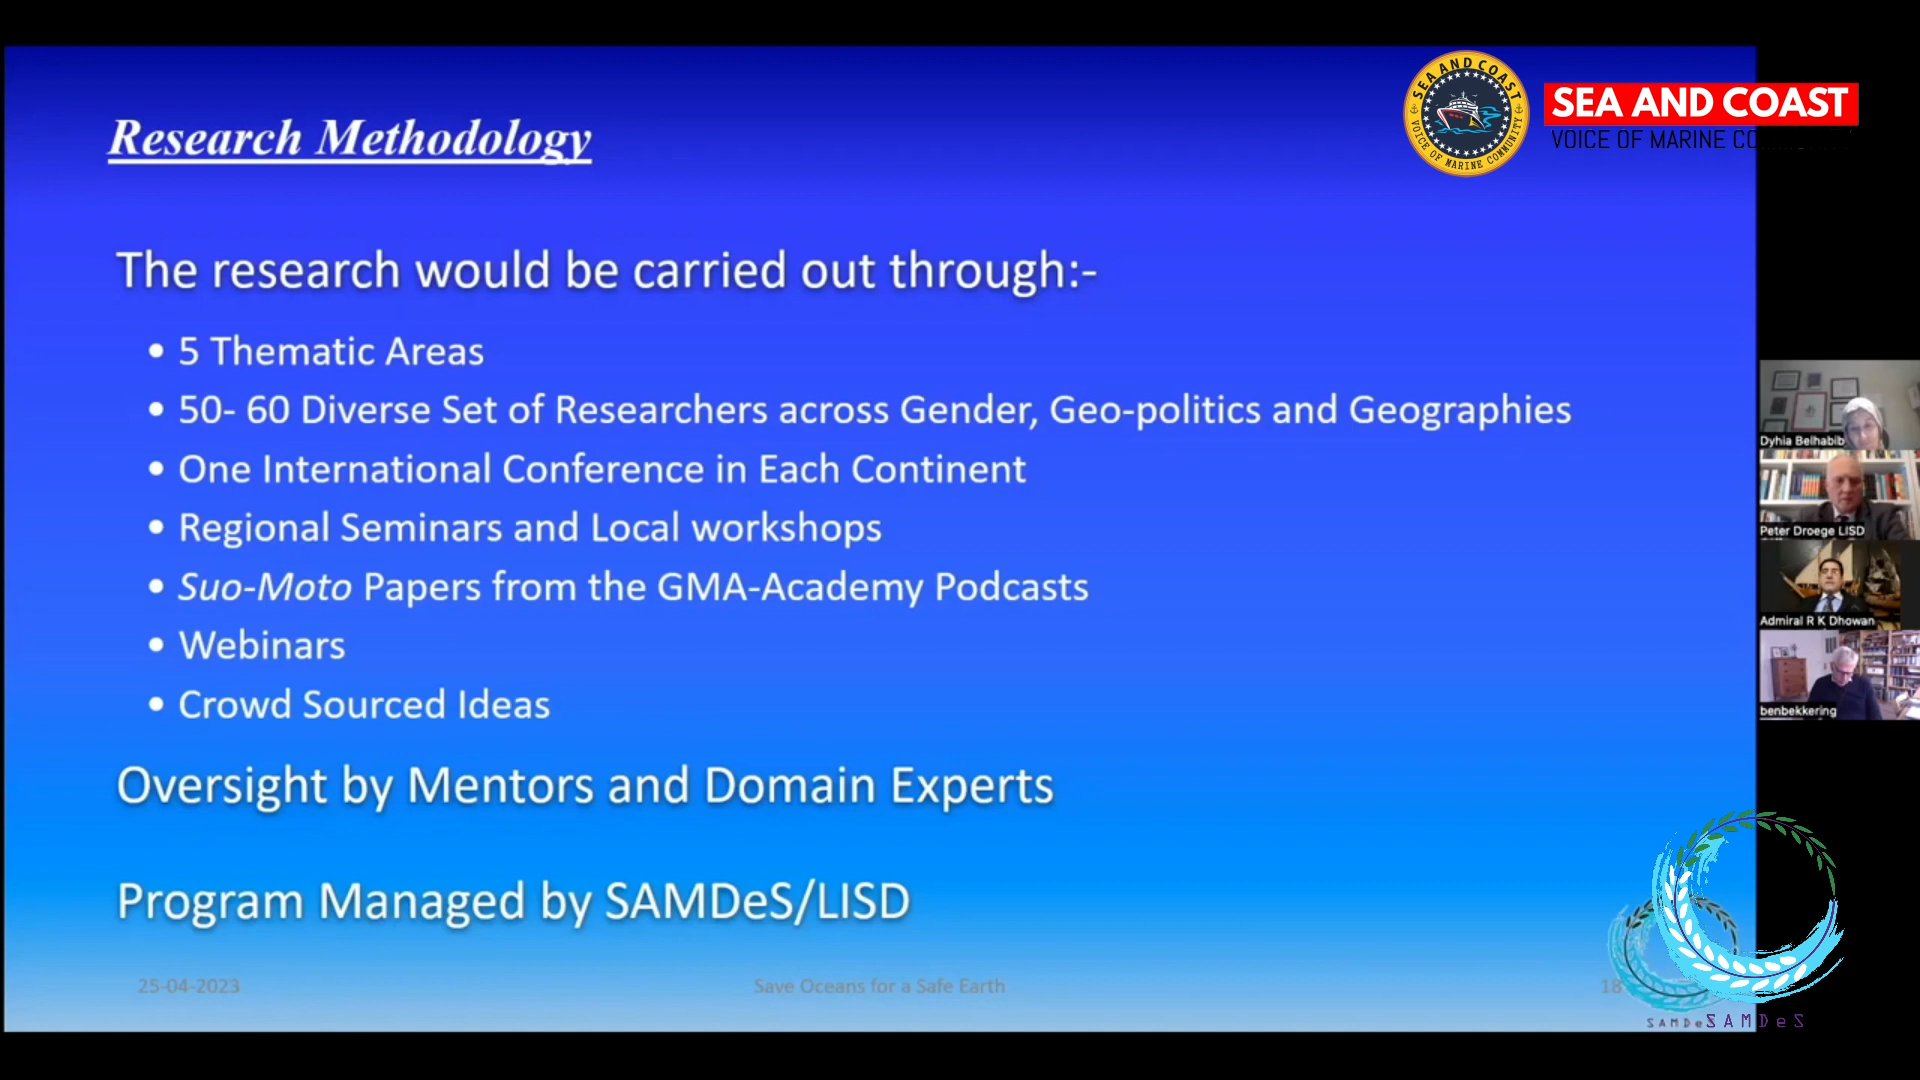 SEA AND COAST
VOICE OF MARINE COMMUNITY
SEA AND COAST
VOICE OF MARINE CO
Research Methodology
The research would be carried out through:-
• 5 Thematic Areas
• 50- 60 Diverse Set of Researchers across Gender, Geo-politics and Geographies
• One International Conference in Each Continent
• Regional Seminars and Local workshops
• Suo-Moto Papers from the GMA-Academy Podcasts
• Webinars
• Crowd Sourced Ideas
Oversight by Mentors and Domain Experts
Program Managed by SAMDeS/LISD
25-04-2023
Save Oceans for a Safe Earth
18
Dyhia Belhabib
Peter Droege LISD
Admiral R K Dhowan
benbekkering
SAMDe
SAMDeS